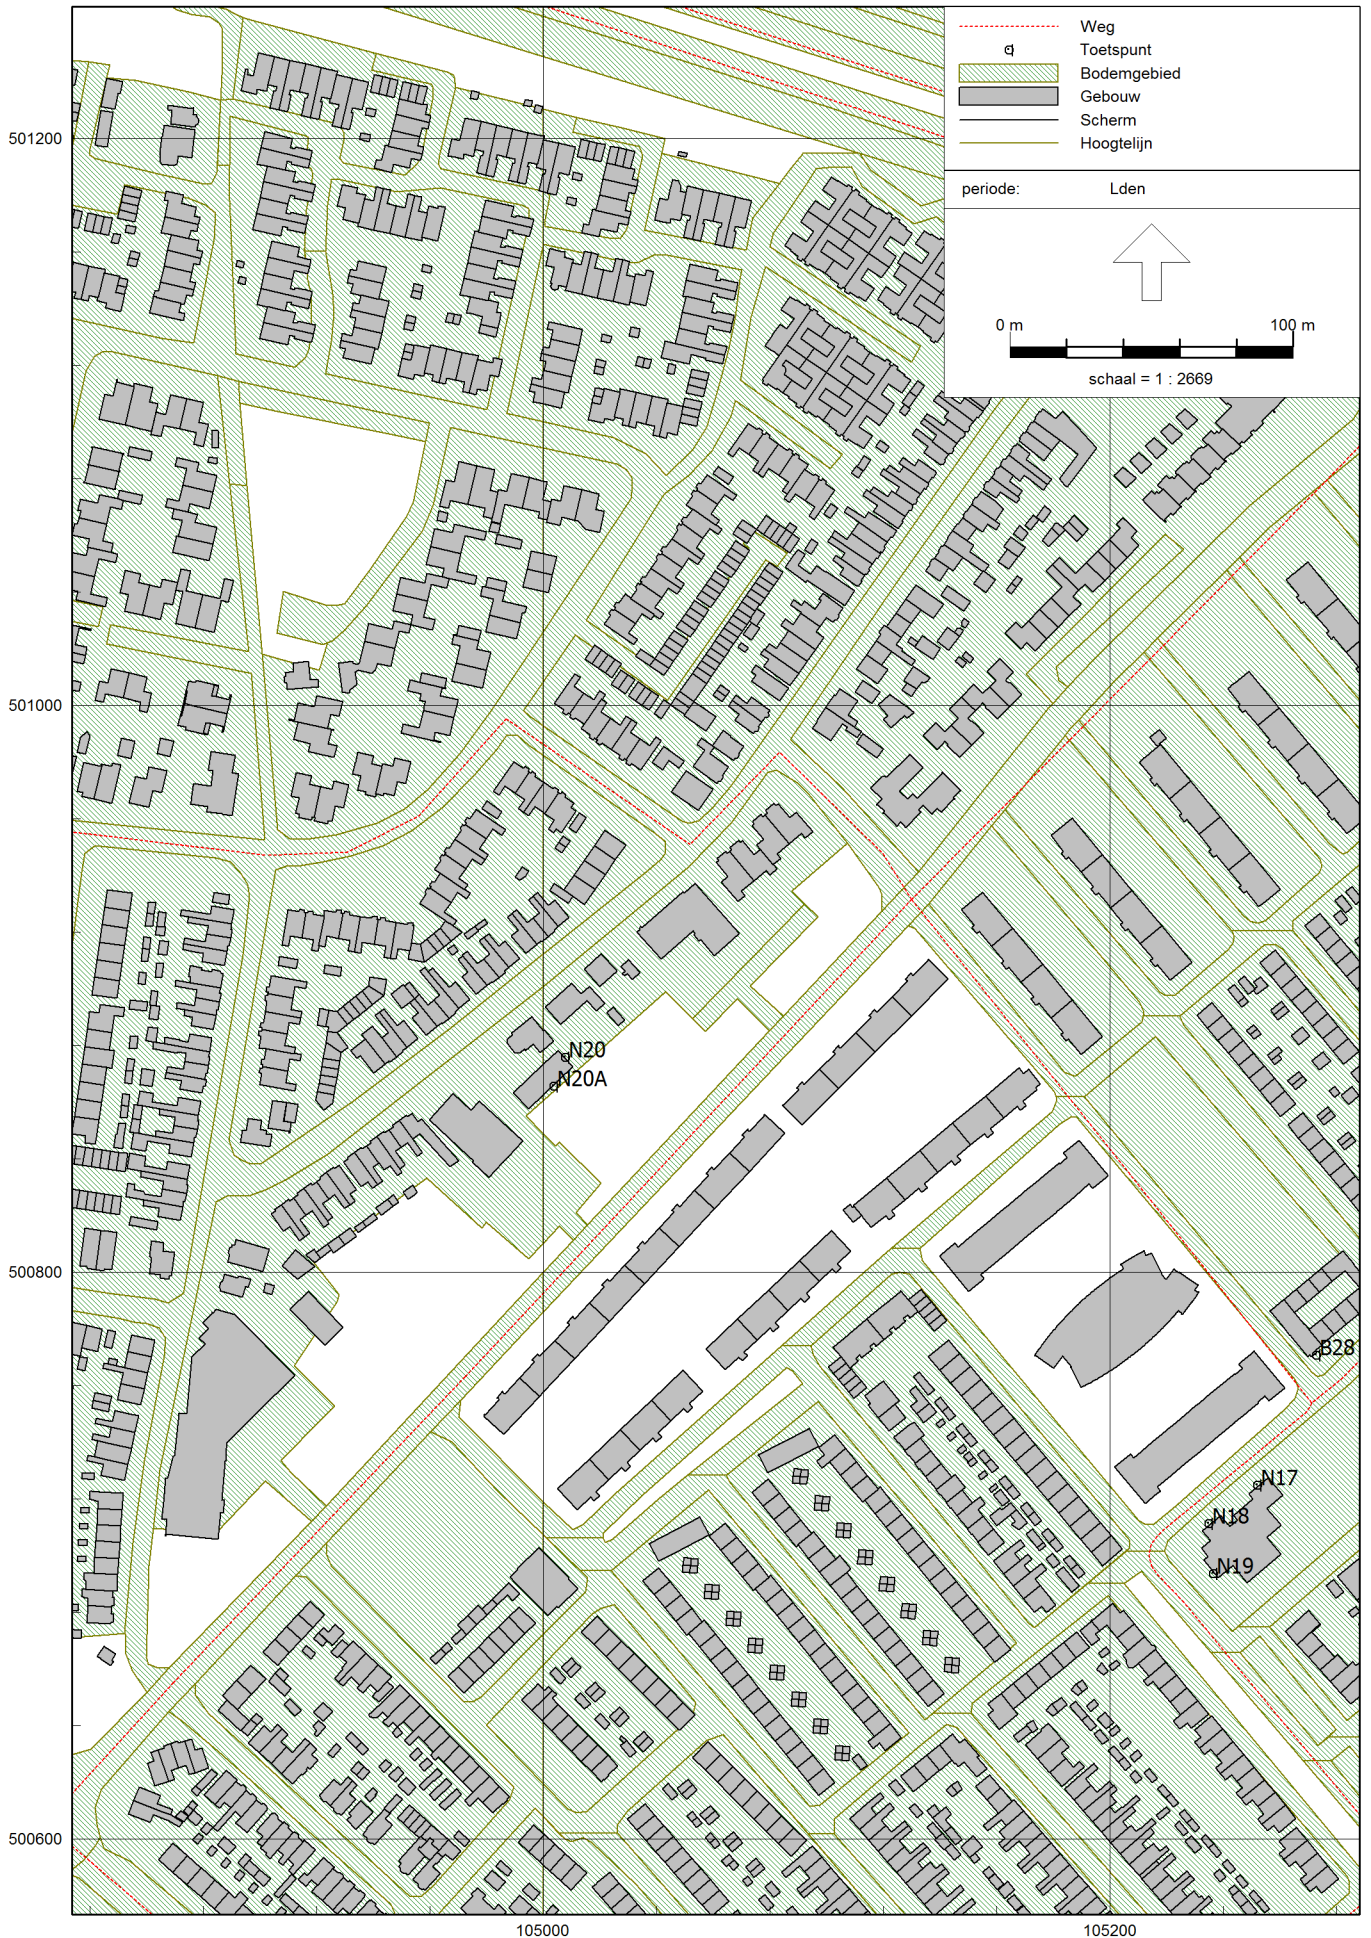 Weg
Toetspunt
Bodemgebied
Gebouw
Scherm
Hoogtelijn
periode: Lden
0 m 100 m
schaal = 1 : 2669
501200
501000
500800
500600
105000 105200
N20
N20A
B28
N17
N18
N19